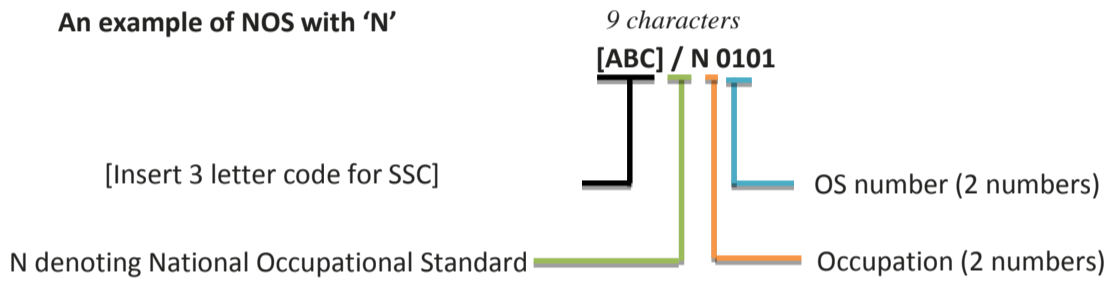 An example of NOS with ‘N’
9 characters
[ABC] / N 0101
[Insert 3 letter code for SSC]
OS number (2 numbers)
N denoting National Occupational Standard
Occupation (2 numbers)